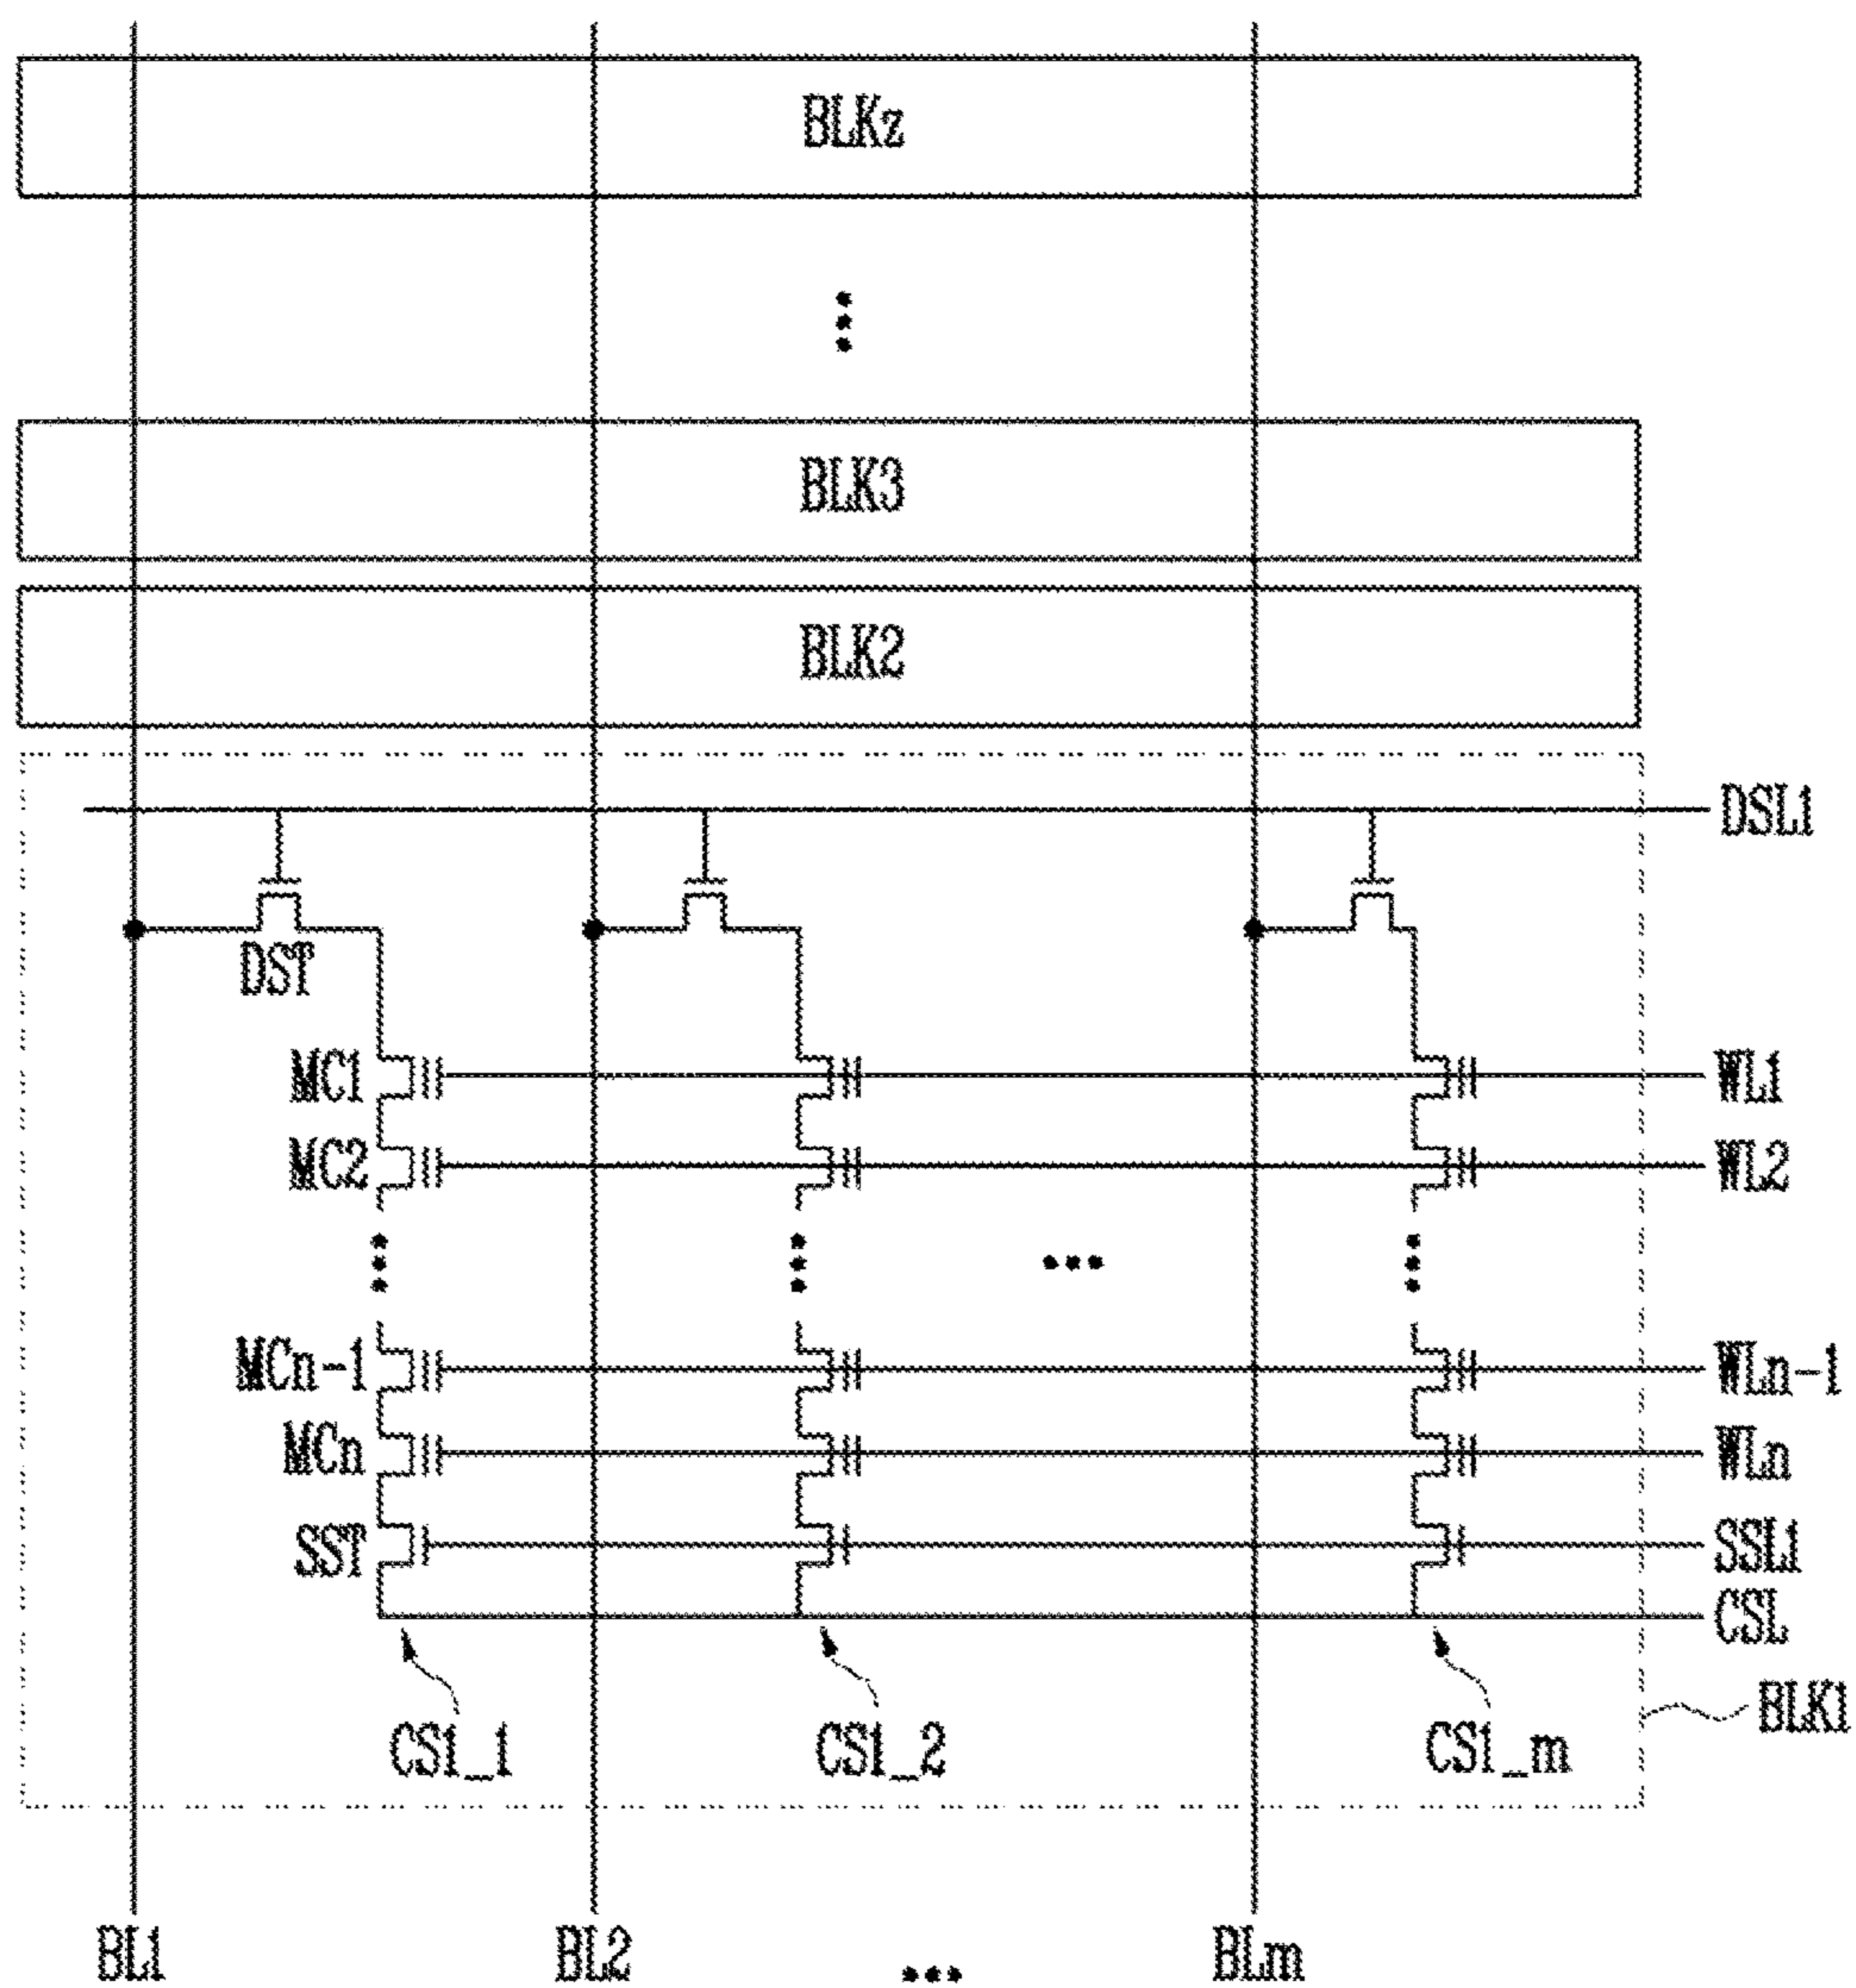 BLKz
BLK3
BLK2
DSL1
DST
MC1
WL1
MC2
WL2
MCn-1
WLn-1
MCn
WLn
SST
SSL1
CSL
BLK1
CS1_1
CS1_2
CS1_m
BL1
BL2
...
BLm